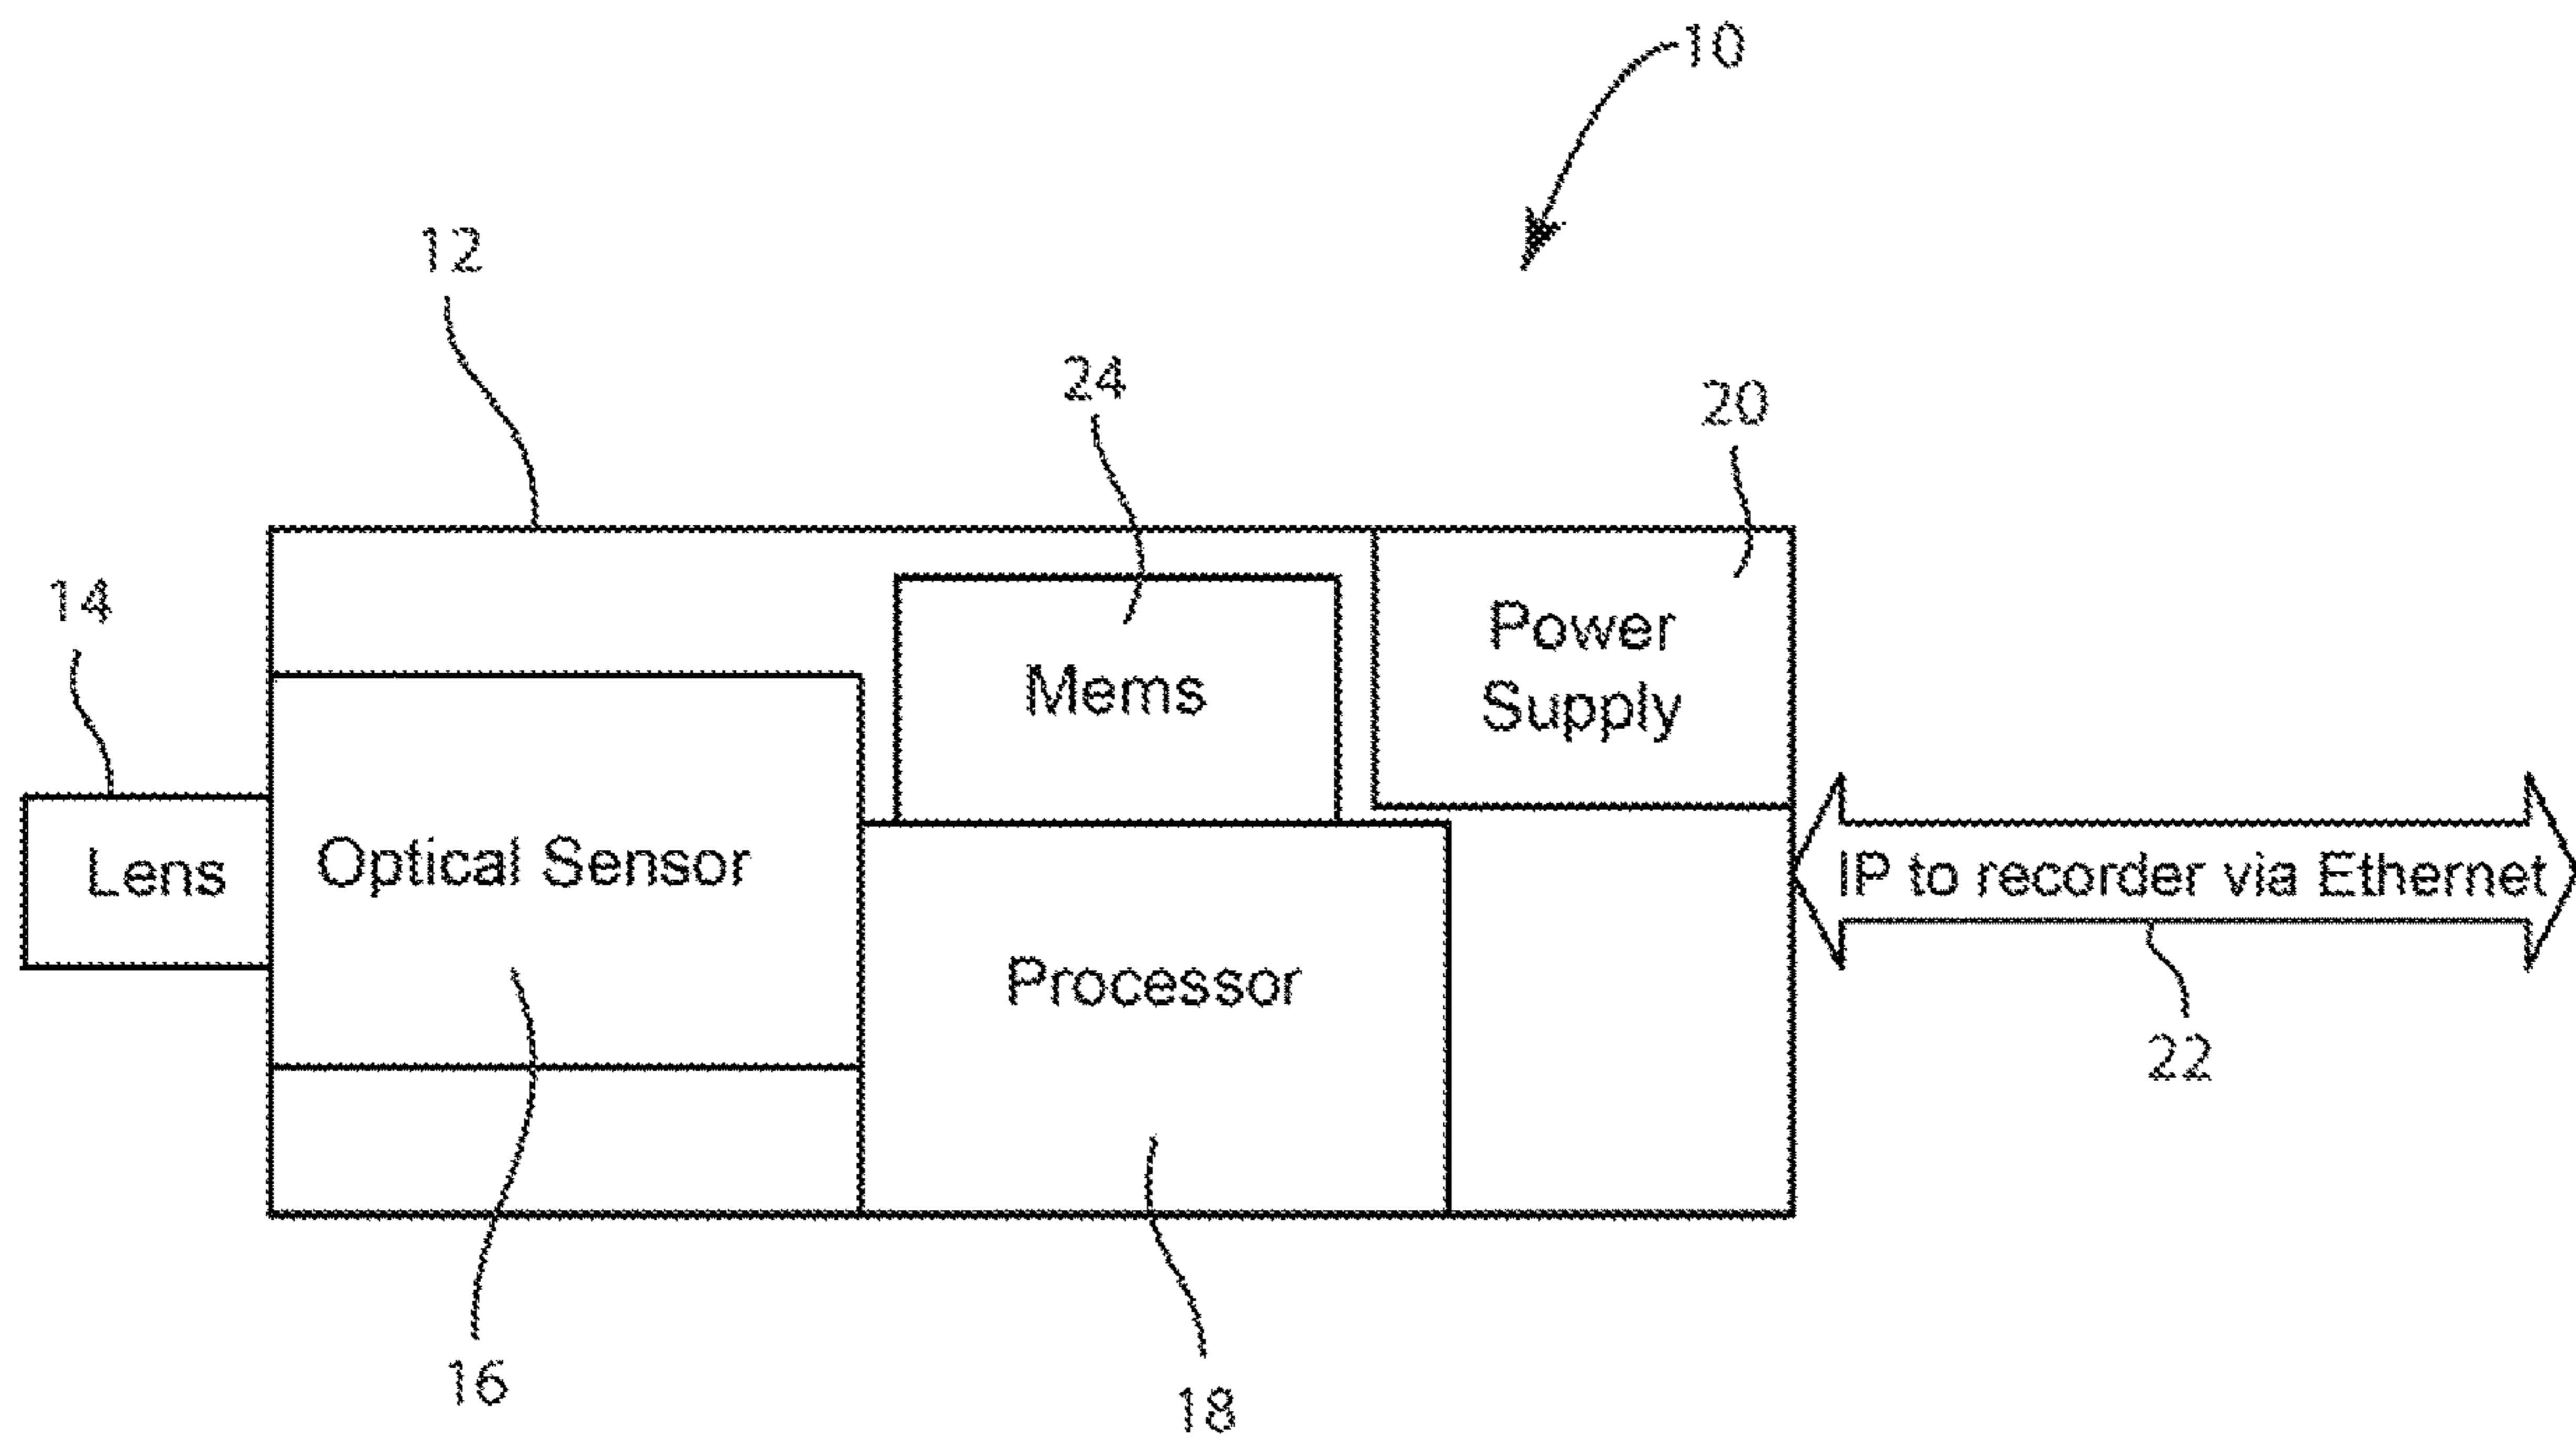 10
12
24
20
14
Power
Supply
Mems
Lens
Optical Sensor
IP to recorder via Ethernet
Processor
22
16
18